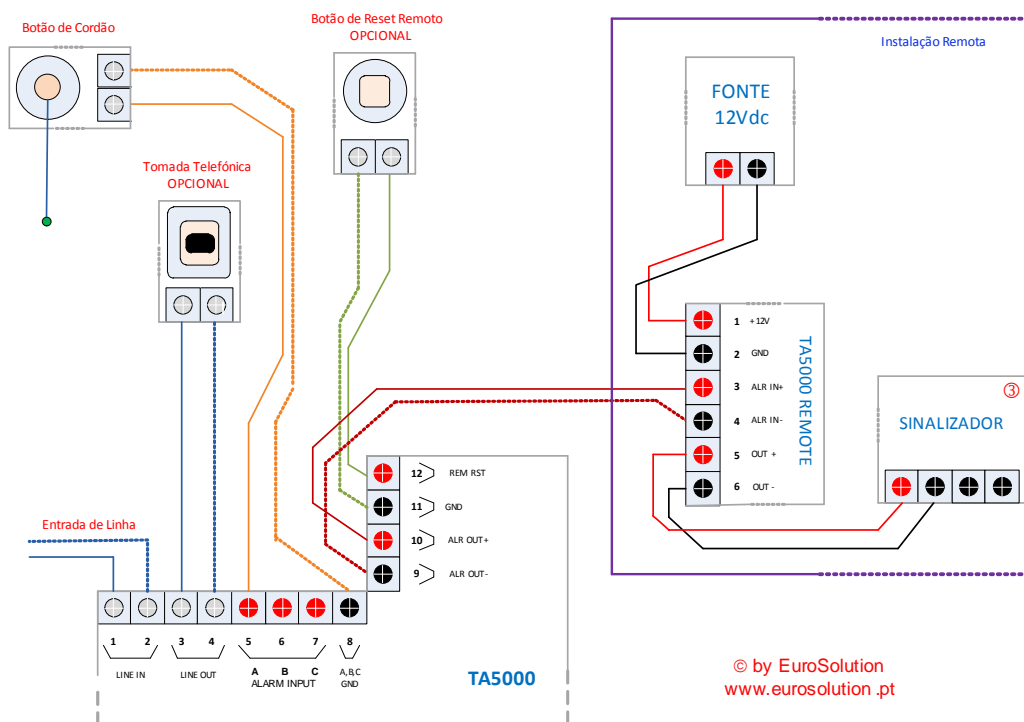 Botão de Cordão
Botão de Reset Remoto
OPCIONAL
Instalação Remota
FONTE
12Vdc
Tomada Telefónica
OPCIONAL
1 +12V
2 GND
3 ALR IN+
4 ALR IN-
5 OUT +
6 OUT -
TA5000 REMOTE
3
SINALIZADOR
12 REM RST
11 GND
10 ALR OUT+
9 ALR OUT-
Entrada de Linha
1 2 3 4 5 6 7 8
LINE IN
LINE OUT
A B C
ALARM INPUT
A,B,C
GND
TA5000
© by EuroSolution
www.eurosolution .pt